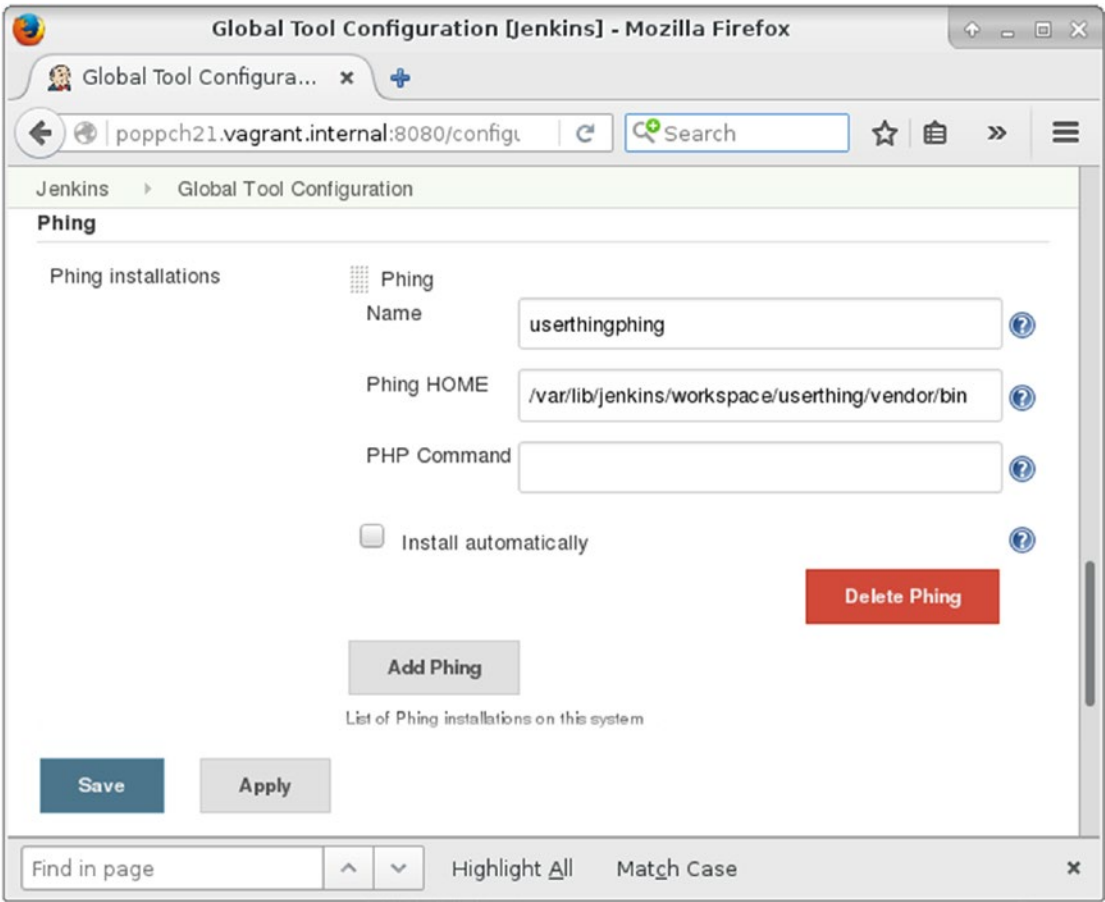 Global Tool Configuration [Jenkins] - Mozilla Firefox
Global Tool Configura...
poppch21.vagrant.internal:8080/configu
Search
Jenkins Global Tool Configuration
Phing
Phing installations
Phing
Name
userthingphing
Phing HOME
/var/lib/jenkins/workspace/userthing/vendor/bin
PHP Command
Install automatically
Delete Phing
Add Phing
List of Phing installations on this system
Save Apply
Find in page Highlight All Match Case